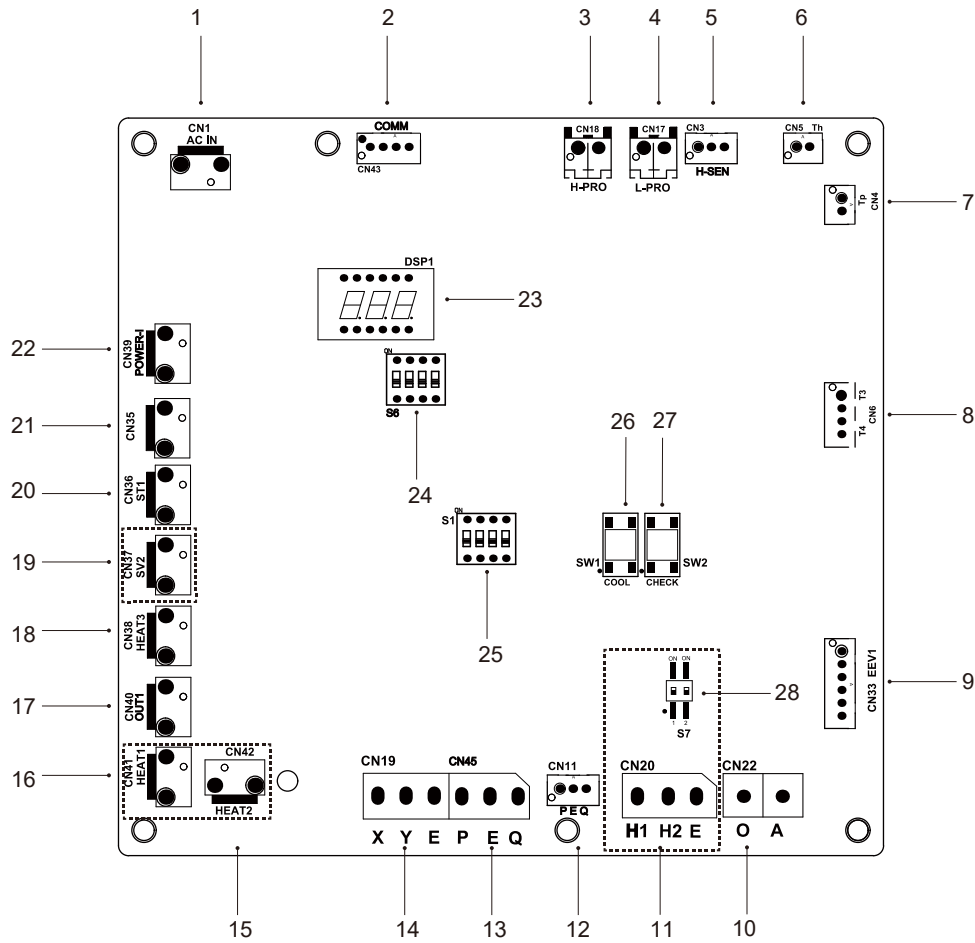 1 2 3 4 5 6
CN1
AC IN
COMM
CN43
CN18
H-PRO
CN17
L-PRO
CN3
H-SEN
CN5 Th
Tp
CN4
7
DSP1
23
22
CN39
POWER-I
ON
S6
24
21
CN35
T3
CN6
T4
8
26 27
20
CN36
ST1
ON
S1
25
19
CN37
SV2
SW1
COOL
SW2
CHECK
18
CN38
HEAT3
EEV1
CN33
9
ON ON
1 2
S7
28
17
CN40
OUT1
16
CN41
HEAT1
CN42
HEAT2
CN19 CN45
X Y E P E Q
CN11
P E Q
CN20
H1 H2 E
CN22
O A
15 14 13 12 11 10